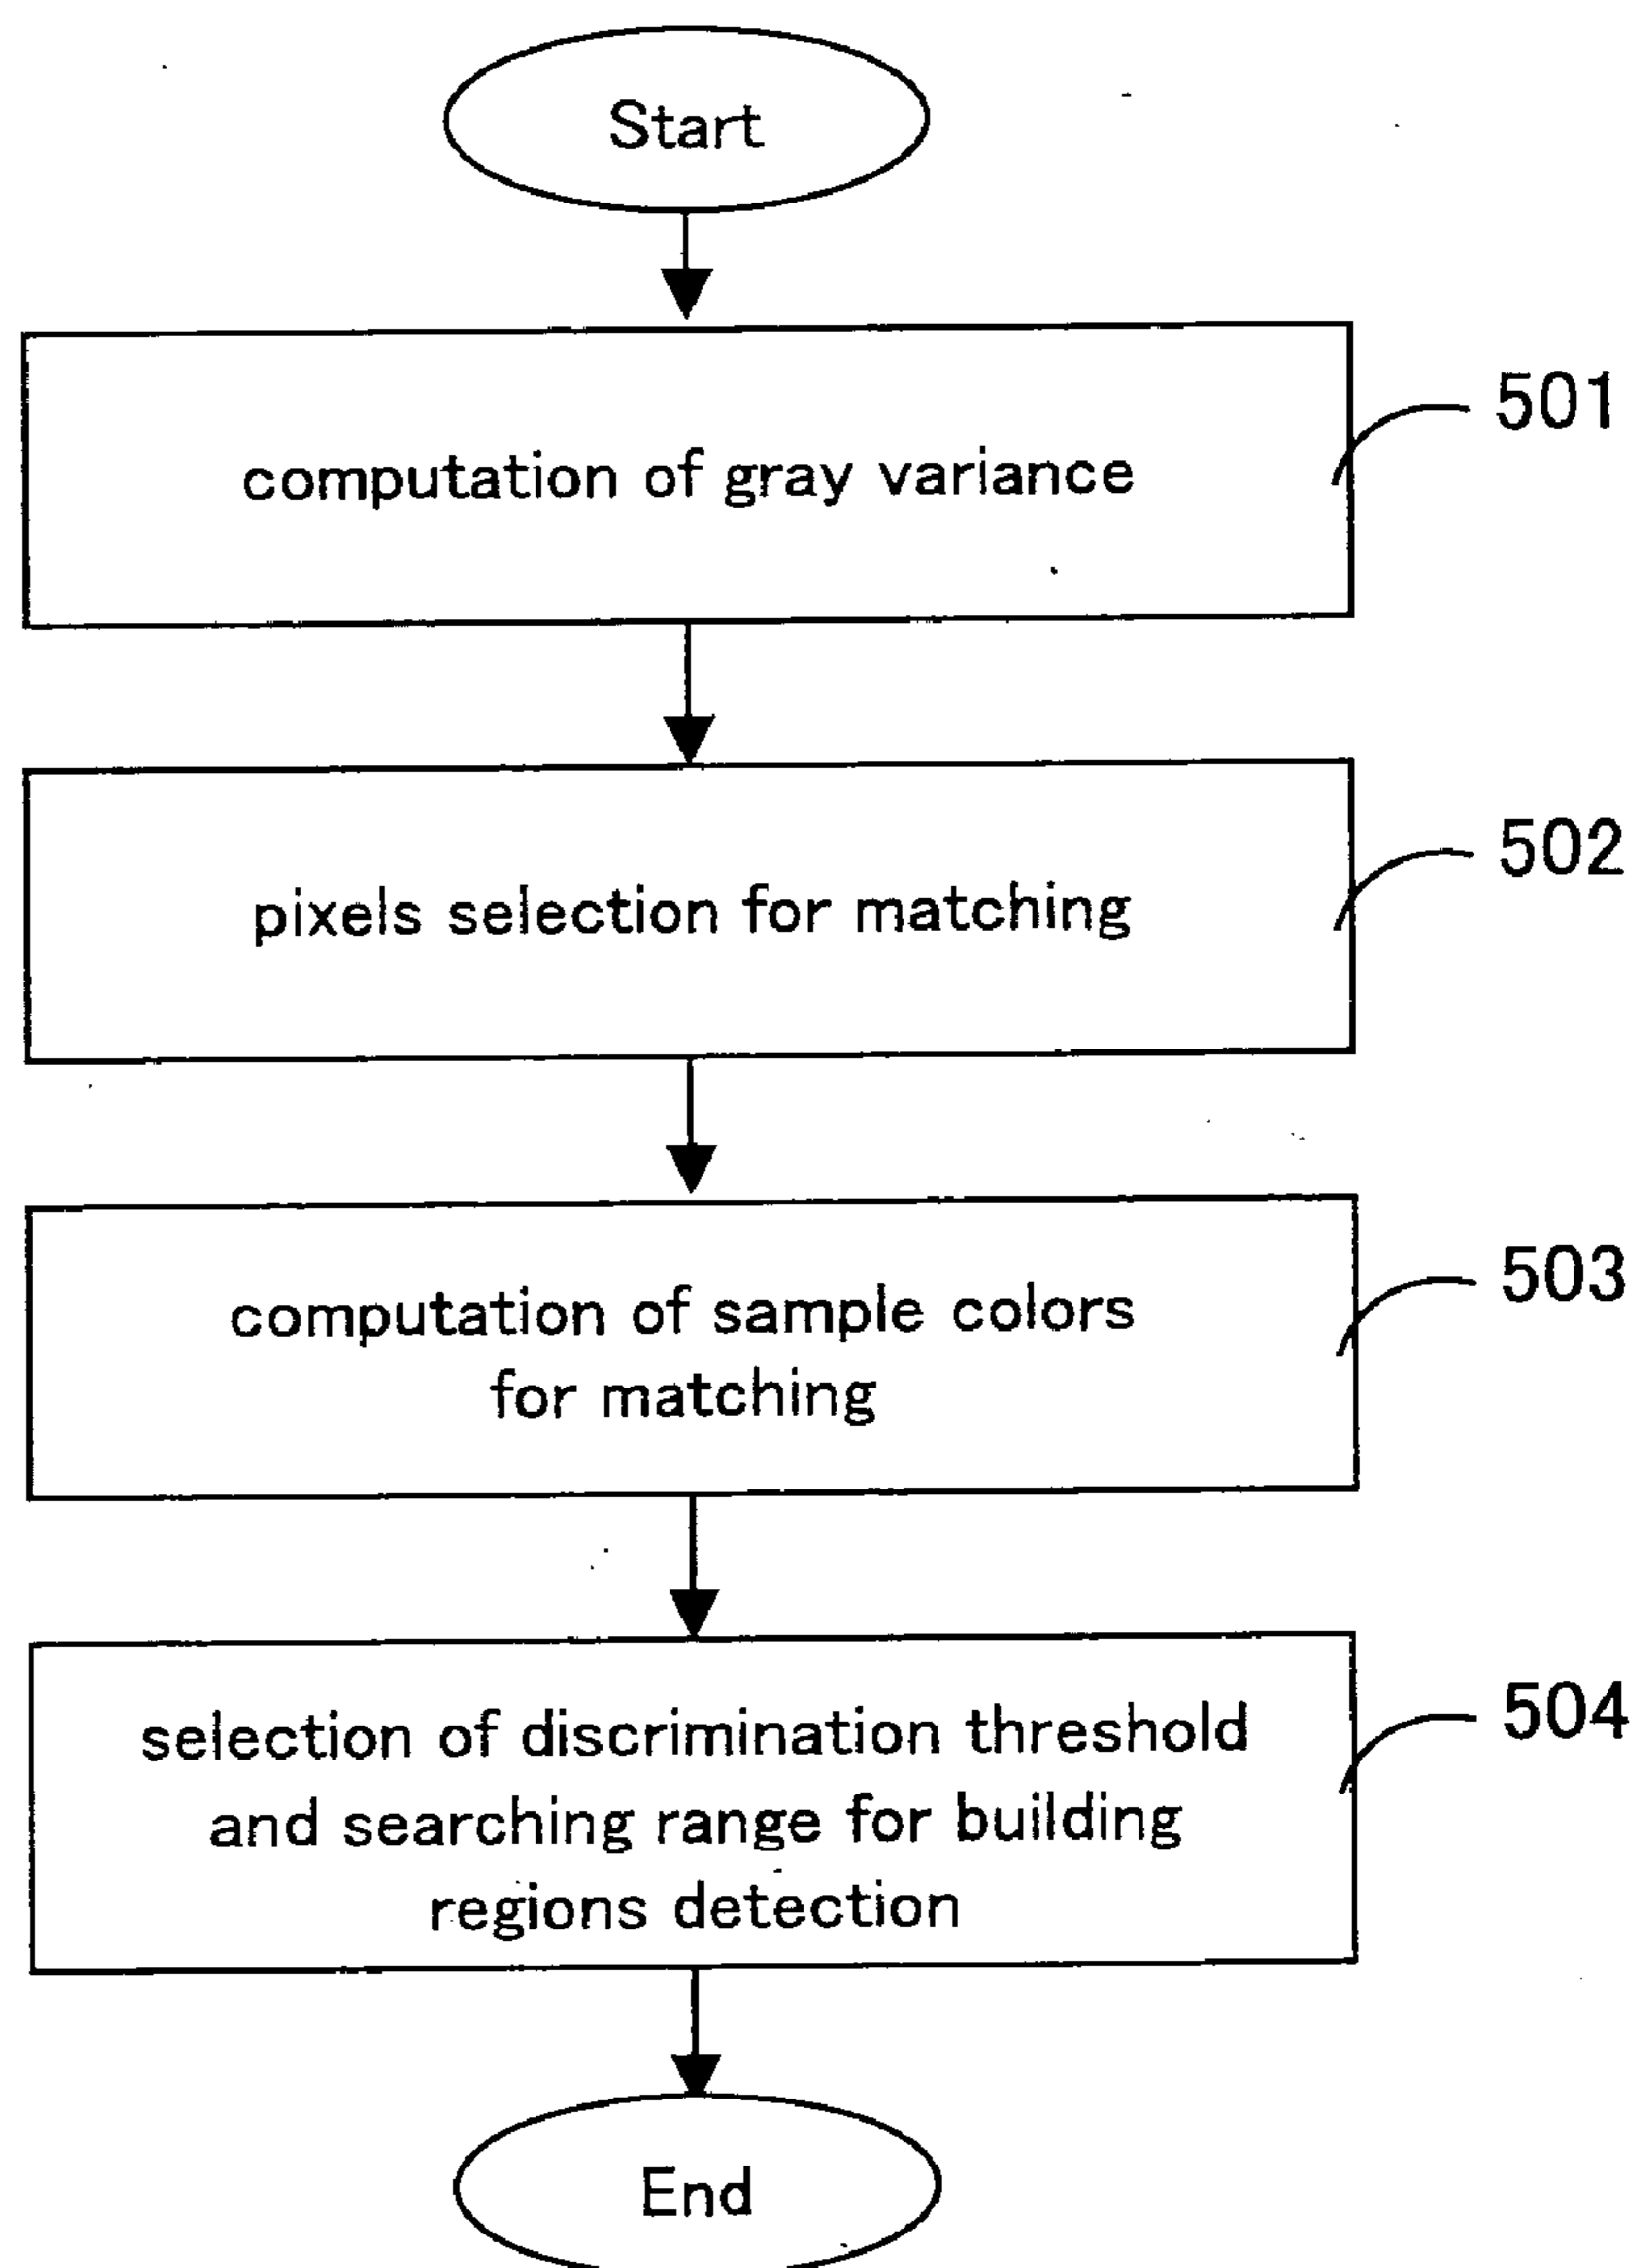 Start
computation of gray variance
501
pixels selection for matching
502
computation of sample colors
for matching
503
selection of discrimination threshold
and searching range for building
regions detection
504
End